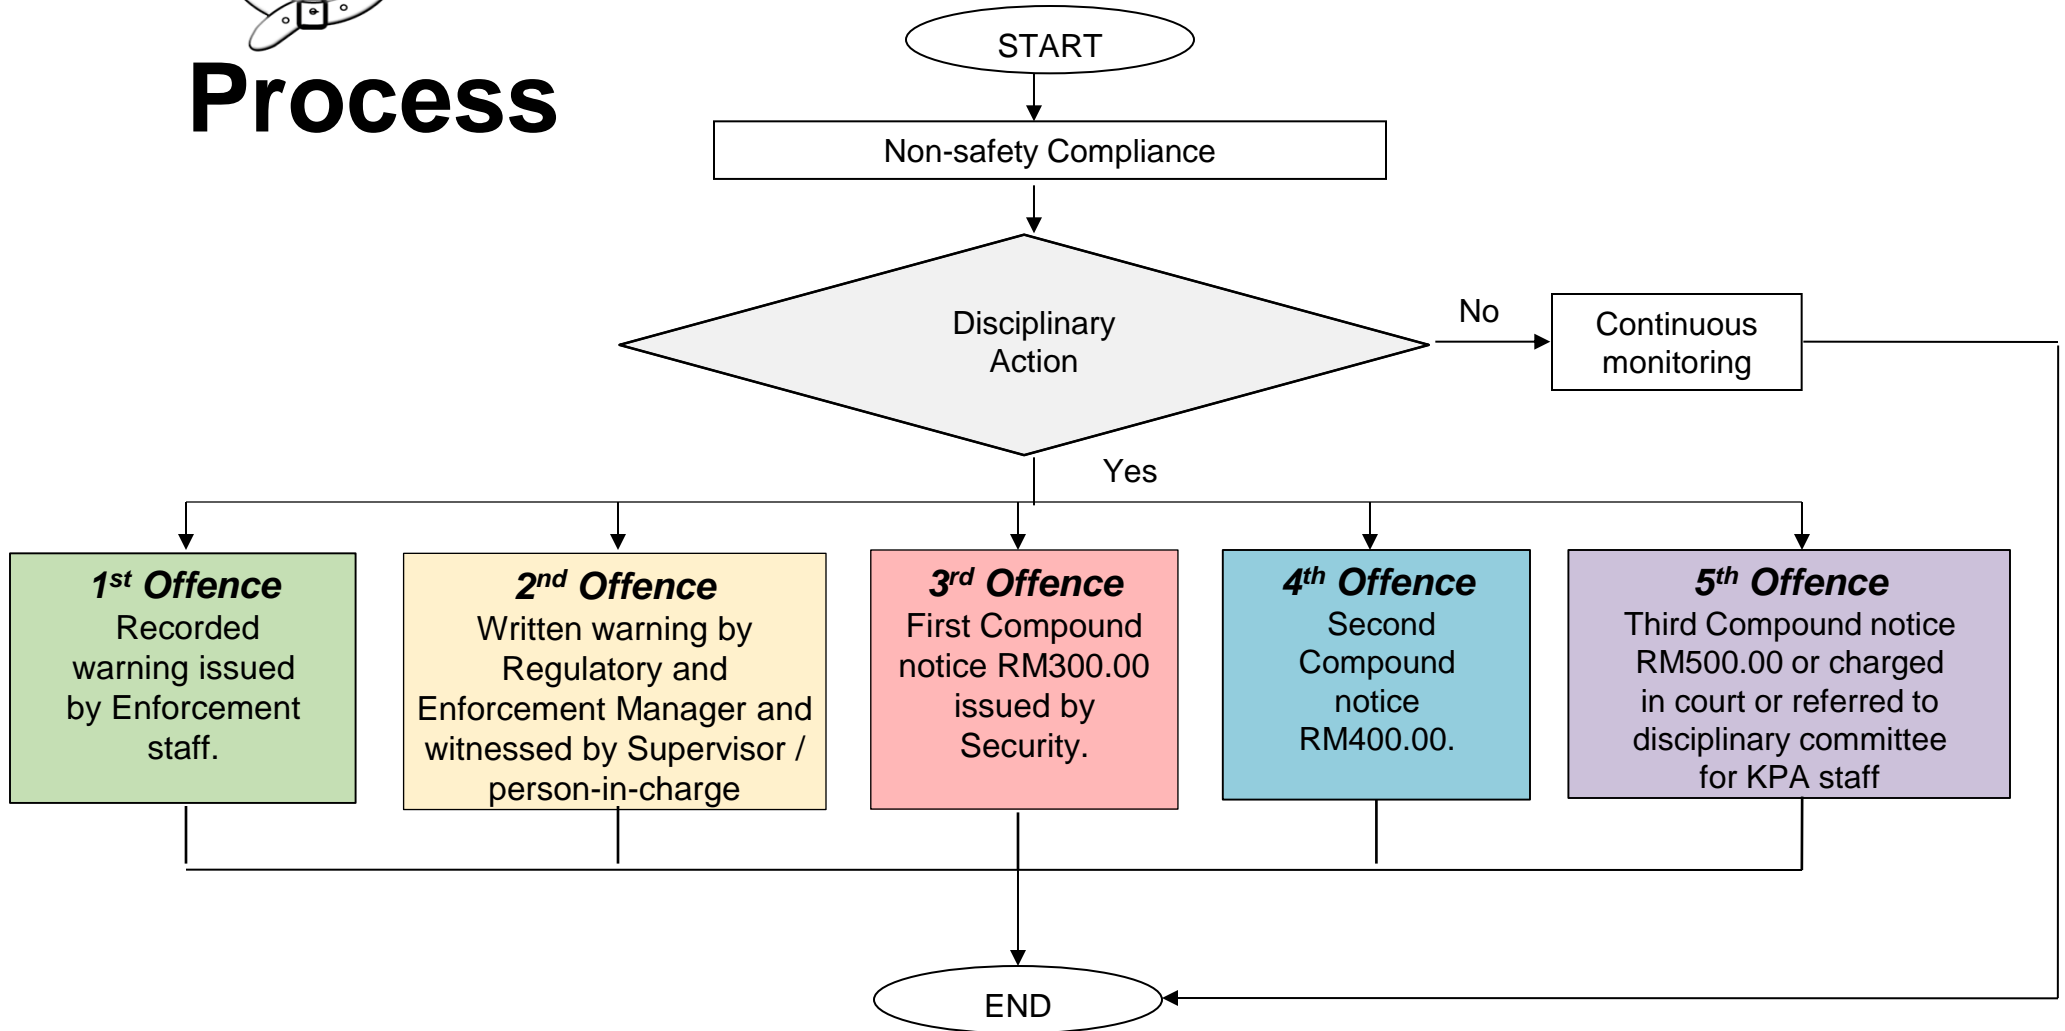 Process
START
Non-safety Compliance
Disciplinary
Action
No
Continuous
monitoring
Yes
1st Offence
Recorded
warning issued
by Enforcement
staff.
2nd Offence
Written warning by
Regulatory and
Enforcement Manager and
witnessed by Supervisor /
person-in-charge
3rd Offence
First Compound
notice RM300.00
issued by
Security.
4th Offence
Second
Compound
notice
RM400.00.
5th Offence
Third Compound notice
RM500.00 or charged
in court or referred to
disciplinary committee
for KPA staff
END